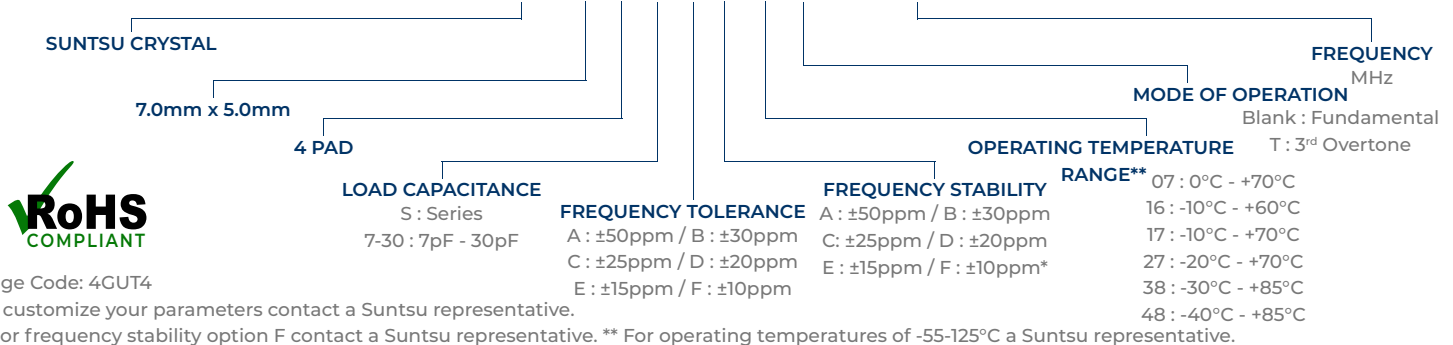 SUNTSU CRYSTAL
FREQUENCY
MHz
MODE OF OPERATION
Blank : Fundamental
T : 3rd Overtone
7.0mm x 5.0mm
4 PAD
OPERATING TEMPERATURE
RANGE**
07 : 0°C - +70°C
16 : -10°C - +60°C
17 : -10°C - +70°C
27 : -20°C - +70°C
38 : -30°C - +85°C
48 : -40°C - +85°C
LOAD CAPACITANCE
S : Series
7-30 : 7pF - 30pF
FREQUENCY TOLERANCE
A : ±50ppm / B : ±30ppm
C : ±25ppm / D : ±20ppm
E : ±15ppm / F : ±10ppm
FREQUENCY STABILITY
A : ±50ppm / B : ±30ppm
C: ±25ppm / D : ±20ppm
E : ±15ppm / F : ±10ppm*
RoHS
COMPLIANT
ge Code: 4GUT4
customize your parameters contact a Suntsu representative.
or frequency stability option F contact a Suntsu representative. ** For operating temperatures of -55-125°C a Suntsu representative.